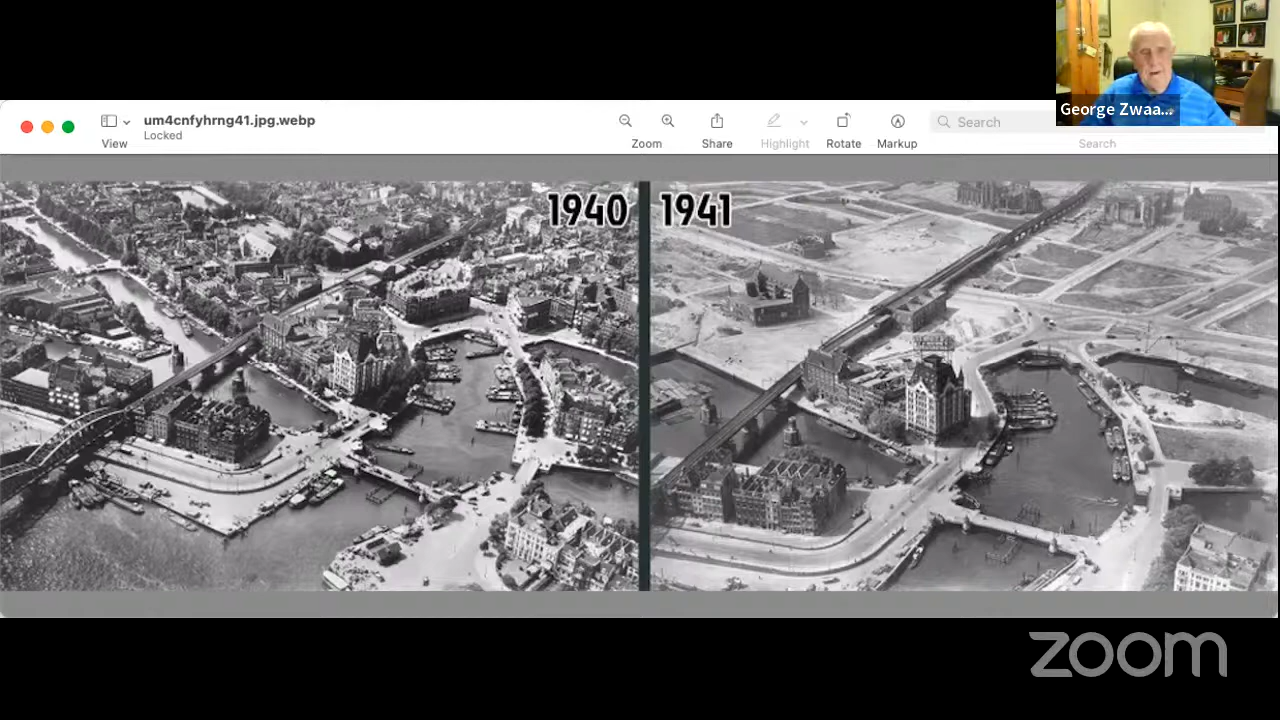 George Zwaa...
um4cnfyhrng41.jpg.webp
Locked
View
Zoom
Share
Highlight
Rotate
Markup
Search
Search
1940
1941
zoom